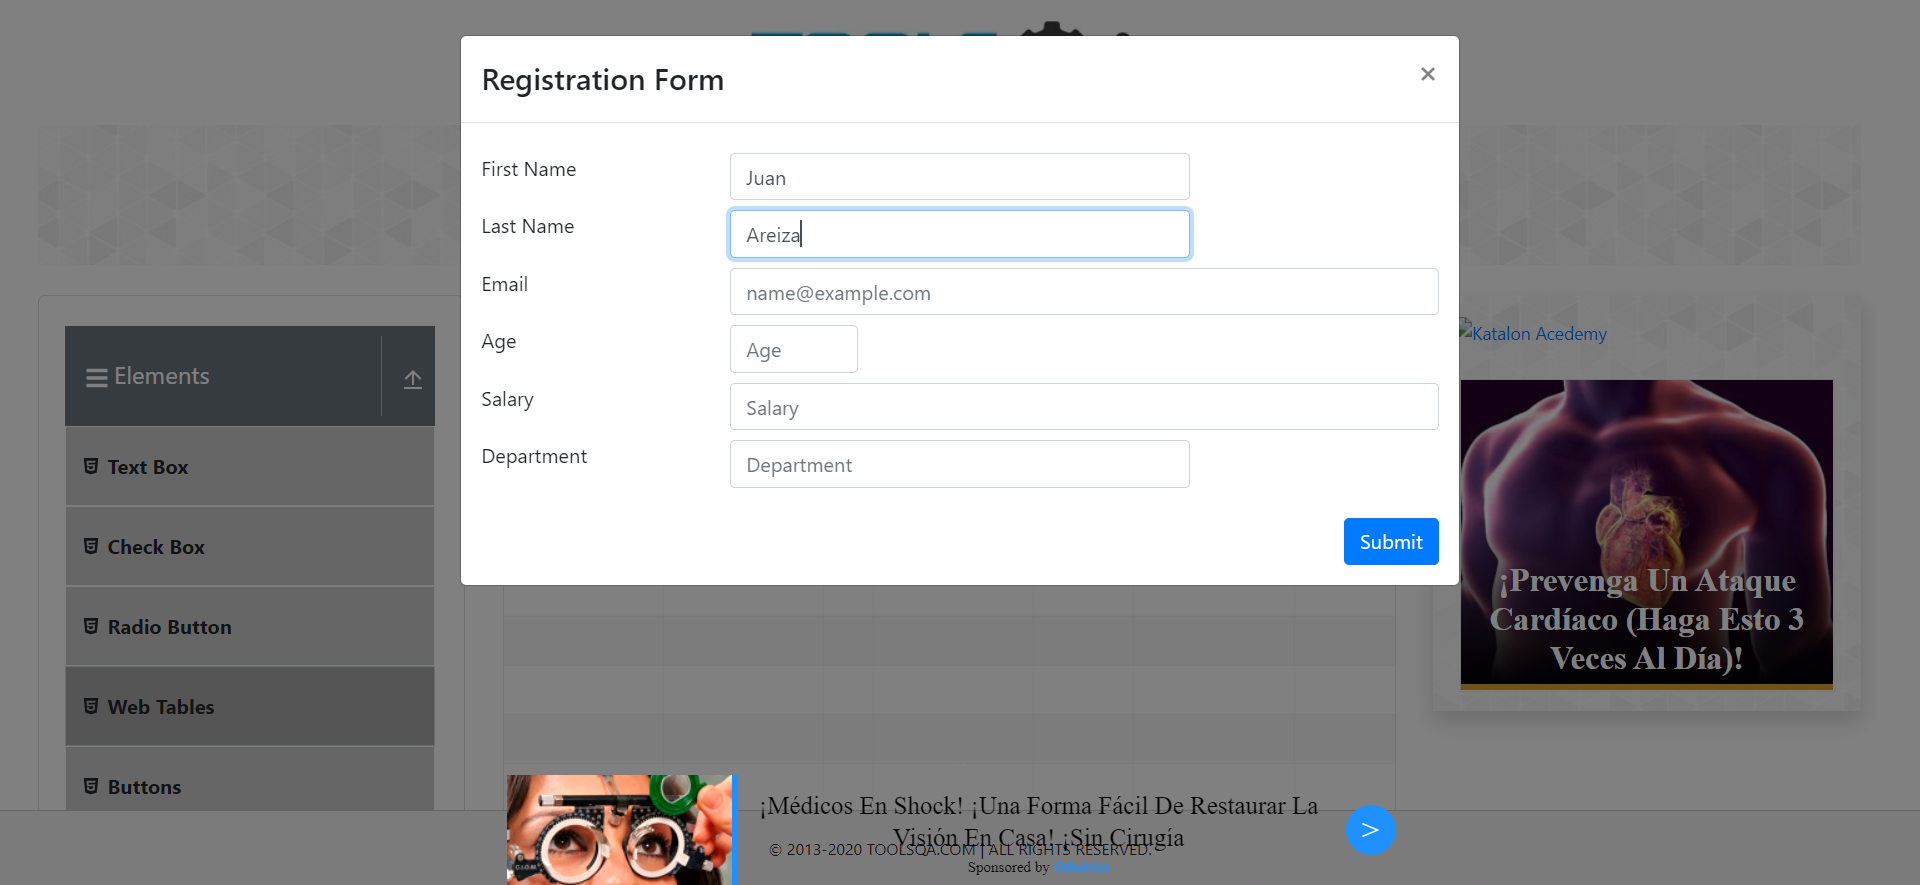 Registration Form
×
First Name
Juan
Last Name
Areiza
Email
name@example.com
Age
Age
Salary
Salary
Department
Department
Submit
Elements
Text Box
Check Box
Radio Button
Web Tables
Buttons
Katalon Acedemy
¡Prevenga Un Ataque
Cardíaco (Haga Esto 3
Veces Al Día)!
¡Médicos En Shock! ¡Una Forma Fácil De Restaurar La
Visión En Casa! ¡Sin Cirugía
>
© 2013-2020 TOOLSQA.COM | ALL RIGHTS RESERVED.
Sponsored by